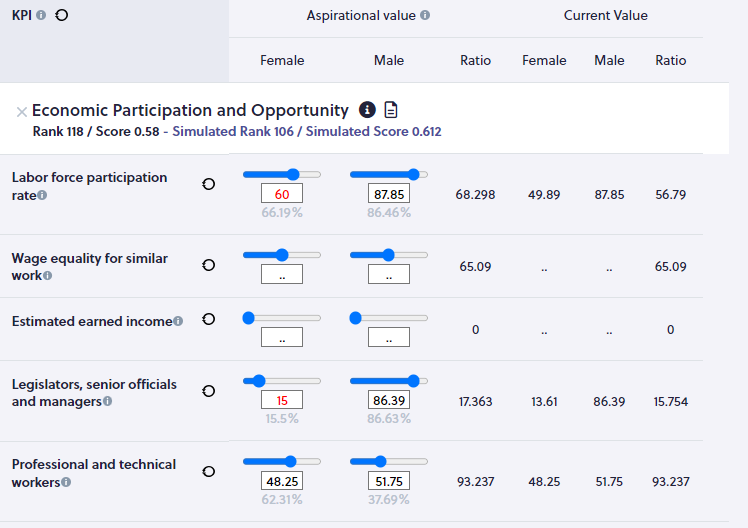 KPI Aspirational value Current Value
Female Male Ratio Female Male Ratio
Economic Participation and Opportunity
Rank 118 / Score 0.58 - Simulated Rank 106 / Simulated Score 0.612
Labor force participation
rate 60 87.85 68.298 49.89 87.85 56.79
66.19% 86.46%
Wage equality for similar
work .. .. 65.09 .. .. 65.09
Estimated earned income .. .. 0 .. .. 0
Legislators, senior officials
and managers 15 86.39 17.363 13.61 86.39 15.754
15.5% 86.63%
Professional and technical
workers 48.25 51.75 93.237 48.25 51.75 93.237
62.31% 37.69%